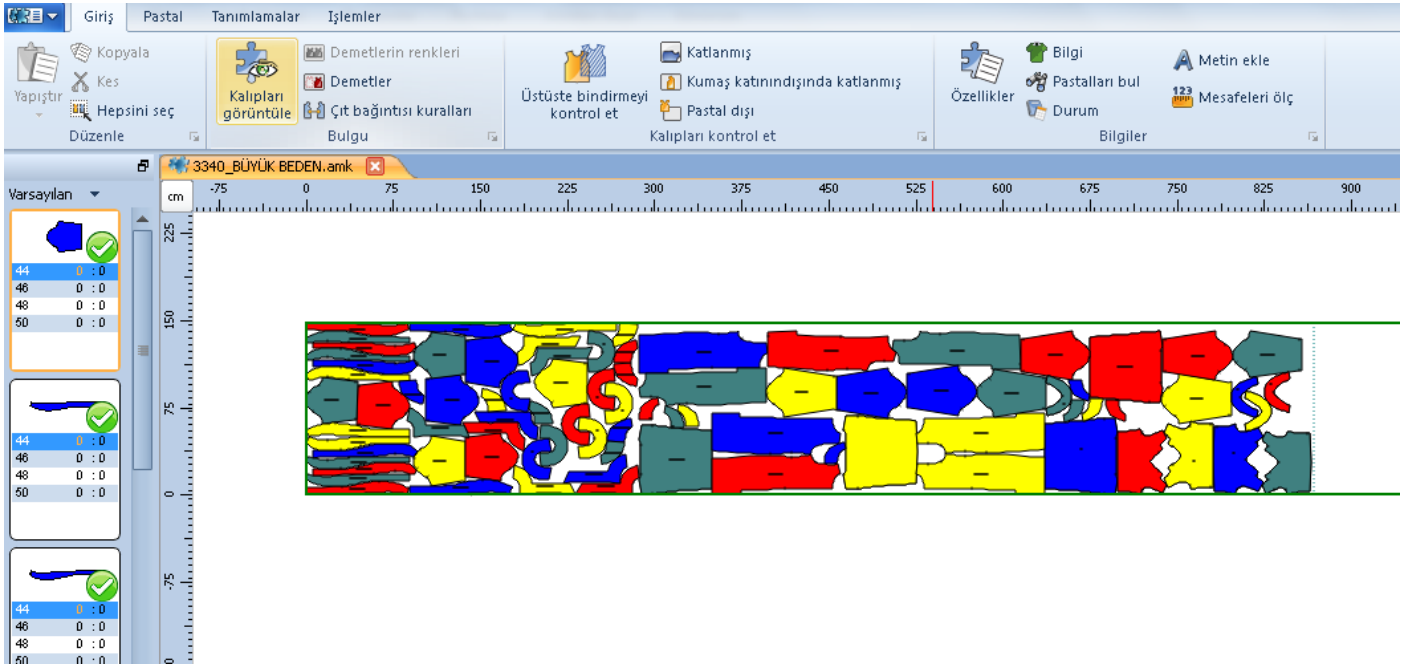 Giriş Pastal Tanımlamalar İşlemler
Yapıştır
Kopyala
Kes
Hepsini seç
Düzenle
Kalıpları görüntüle
Demetlerin renkleri
Demetler
Çıt bağıntısı kuralları
Bulgu
Üstüste bindirmeyi kontrol et
Katlanmış
Kumaş katınındışında katlanmış
Pastal dışı
Kalıpları kontrol et
Özellikler
Bilgi
Pastalları bul
Durum
Metin ekle
123
Mesafeleri ölç
Bilgiler
3340_BÜYÜK BEDEN.amk
Varsayılan
cm
-75 0 75 150 225 300 375 450 525 600 675 750 825 900
225
150
75
0
-75
44 0 : 0
46 0 : 0
48 0 : 0
50 0 : 0
44 0 : 0
46 0 : 0
48 0 : 0
50 0 : 0
44 0 : 0
46 0 : 0
48 0 : 0
50 0 : 0